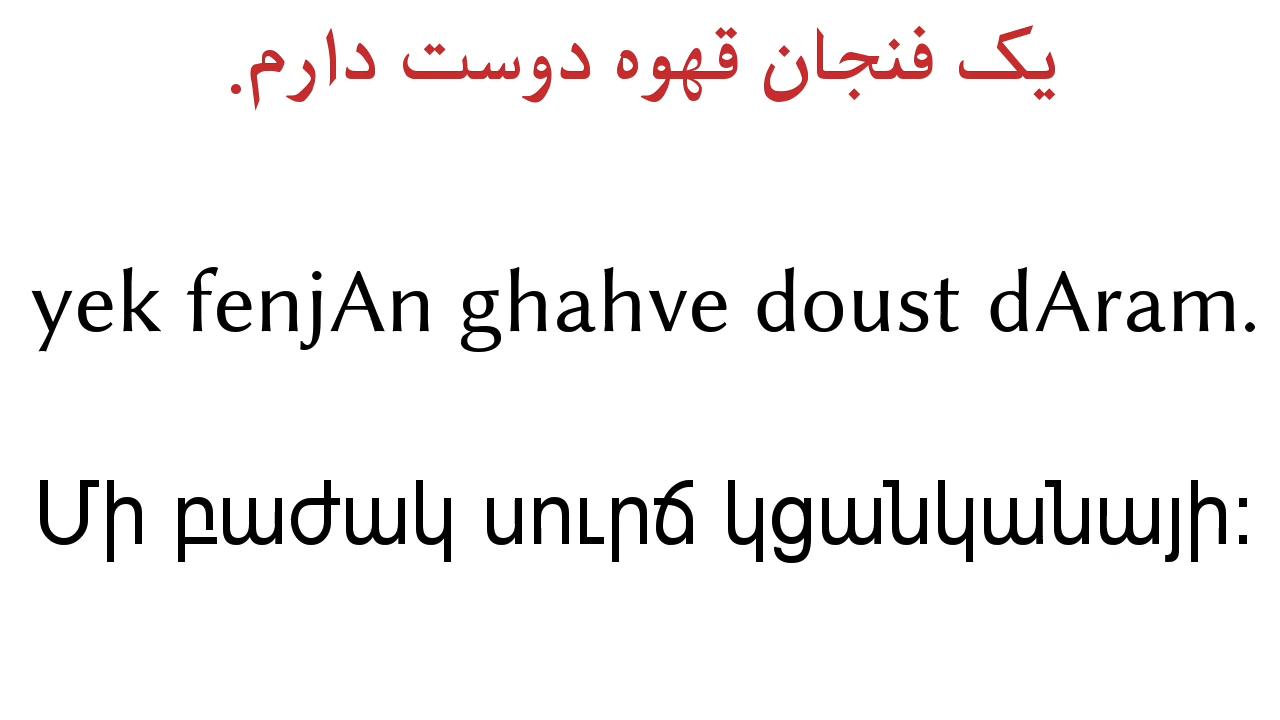 یک فنجان قهوه دوست دارم.
yek fenjAn ghahve doust dAram.
Մի բաժակ սուրճ կցանկանայի: